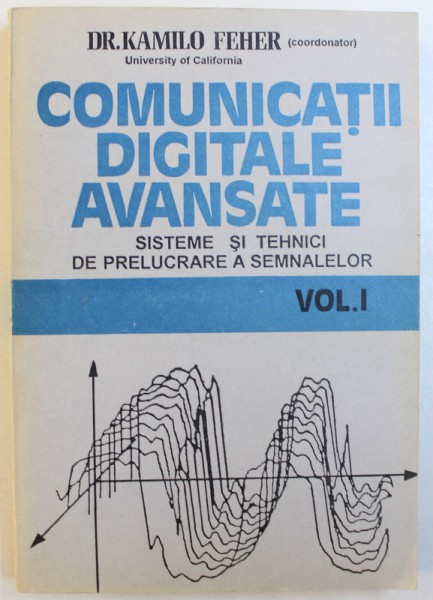 DR.KAMILO FEHER (coordonator)
University of California
COMUNICAȚII
DIGITALE
AVANSATE
SISTEME ȘI TEHNICI
DE PRELUCRARE A SEMNALELOR
VOL.I